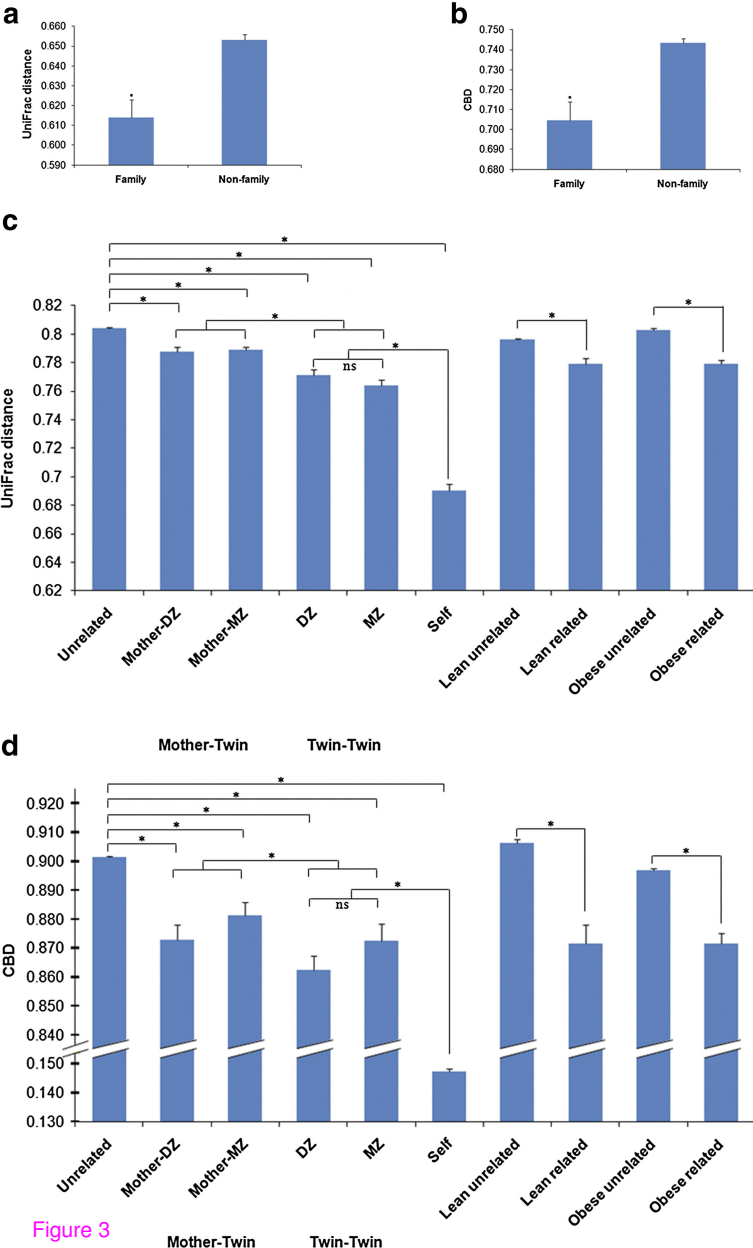 a
UniFrac distance
0.660
0.650
0.640
0.630
0.620
0.610
0.600
0.590
*
Family
Non-family
b
CBD
0.750
0.740
0.730
0.720
0.710
0.700
0.690
0.680
*
Family
Non-family
c
UniFrac distance
0.82
0.8
0.78
0.76
0.74
0.72
0.7
0.68
0.66
0.64
0.62
*
*
*
*
*
*
*
ns
*
*
Unrelated
Mother-DZ
Mother-MZ
DZ
MZ
Self
Lean unrelated
Lean related
Obese unrelated
Obese related
Mother-Twin
Twin-Twin
d
CBD
0.920
0.910
0.900
0.890
0.880
0.870
0.860
0.850
0.840
0.150
0.140
0.130
*
*
*
*
*
*
*
ns
*
*
Unrelated
Mother-DZ
Mother-MZ
DZ
MZ
Self
Lean unrelated
Lean related
Obese unrelated
Obese related
Mother-Twin
Twin-Twin
Figure 3